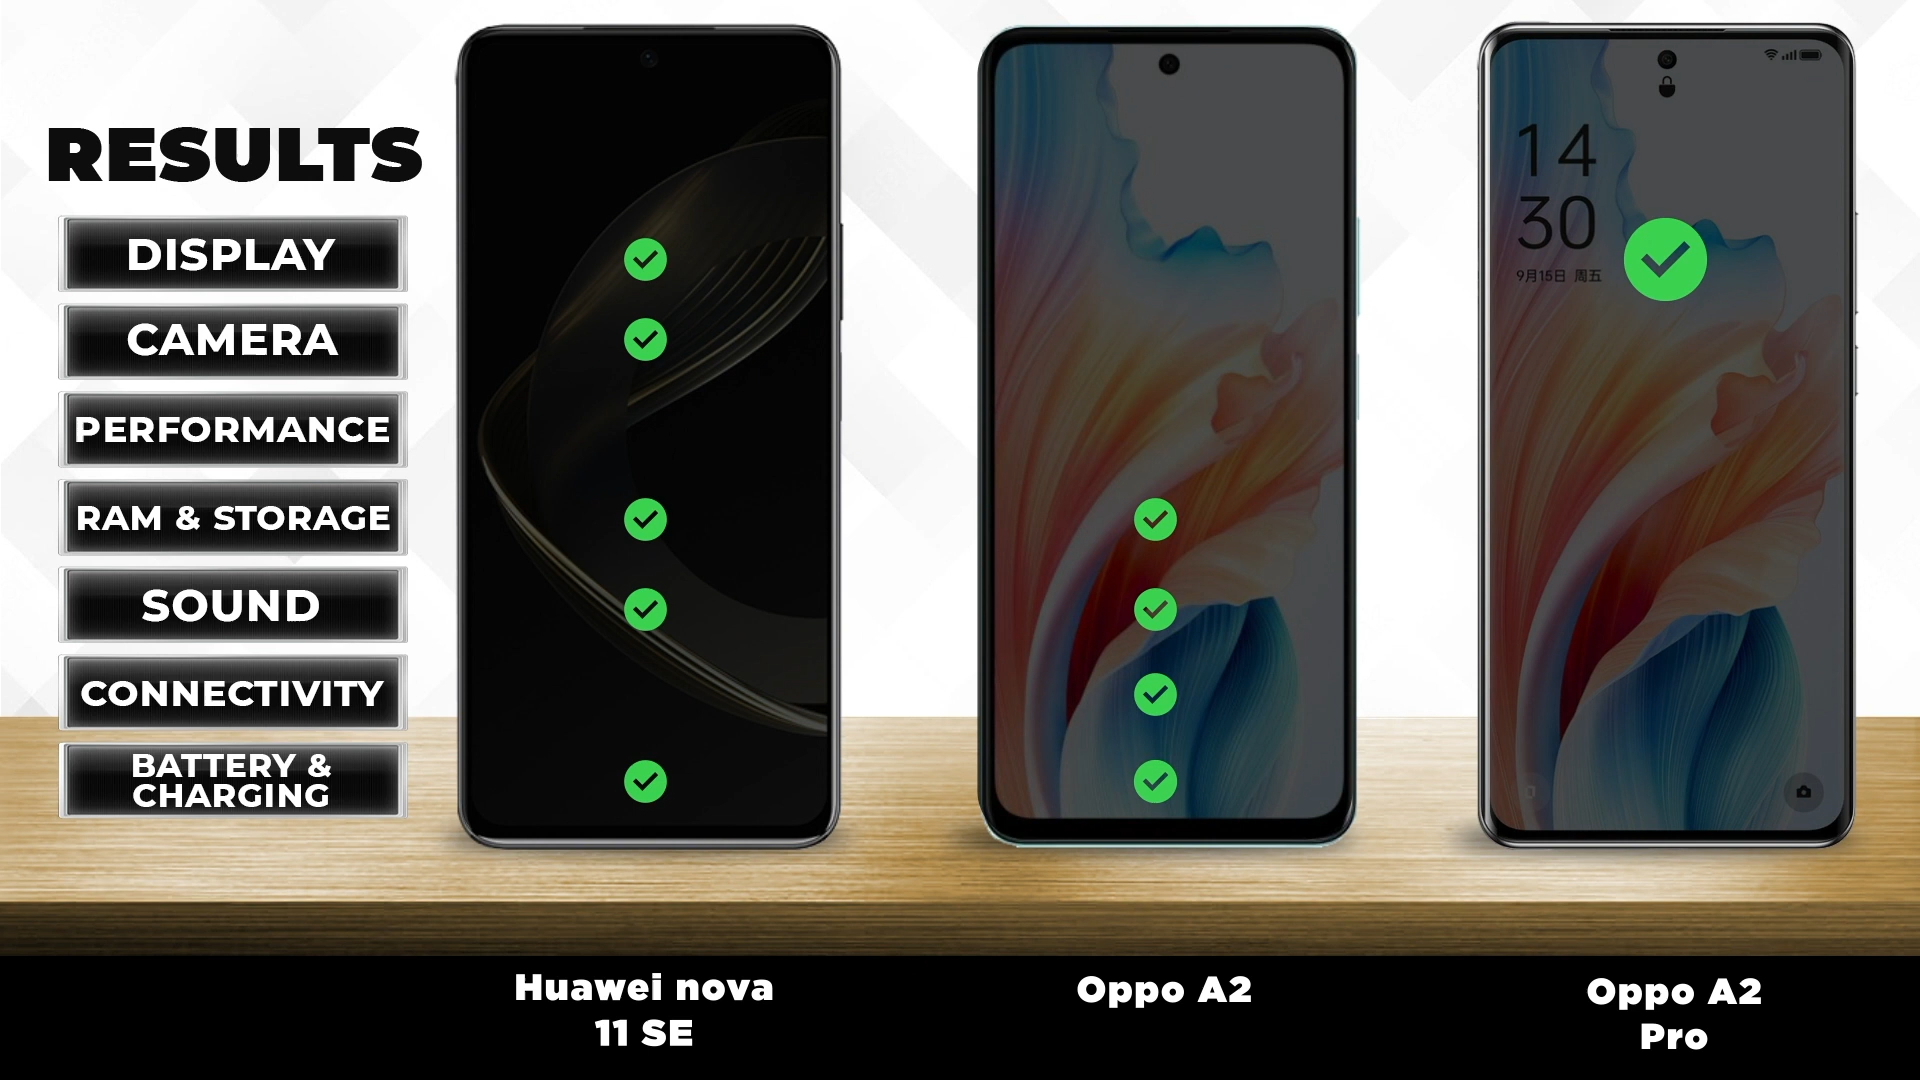 RESULTS
DISPLAY
CAMERA
PERFORMANCE
RAM & STORAGE
SOUND
CONNECTIVITY
BATTERY &
CHARGING
14
30
9月15日 周五
Huawei nova
11 SE
Oppo A2
Oppo A2
Pro